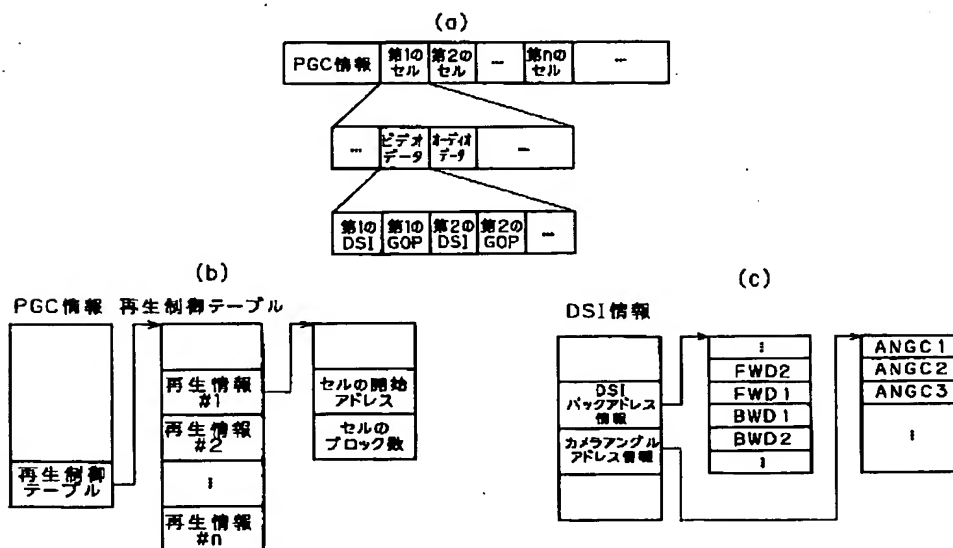 (a)
PGC情報
第1の
セル
第2の
セル
…
第nの
セル
…
…
ビデオ
データ
オーディオ
データ
…
第1の
DSI
第1の
GOP
第2の
DSI
第2の
GOP
…
(b)
PGC情報 再生制御テーブル
再生制御
テーブル
再生情報
#1
再生情報
#2
⋮
再生情報
#n
セルの開始
アドレス
セルの
ブロック数
(c)
DSI情報
DSI
パックアドレス
情報
カメラアングル
アドレス情報
⋮
FWD2
FWD1
BWD1
BWD2
⋮
ANGC1
ANGC2
ANGC3
⋮